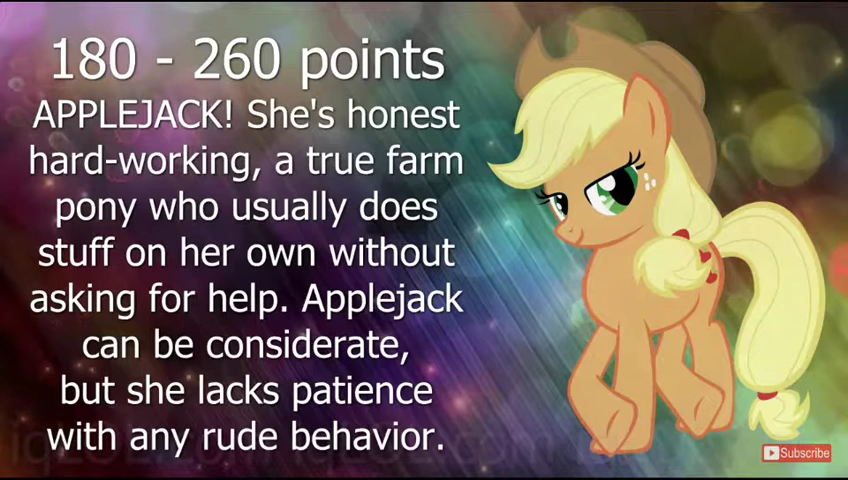 180 - 260 points
APPLEJACK! She's honest
hard-working, a true farm
pony who usually does
stuff on her own without
asking for help. Applejack
can be considerate,
but she lacks patience
with any rude behavior.
Subscribe